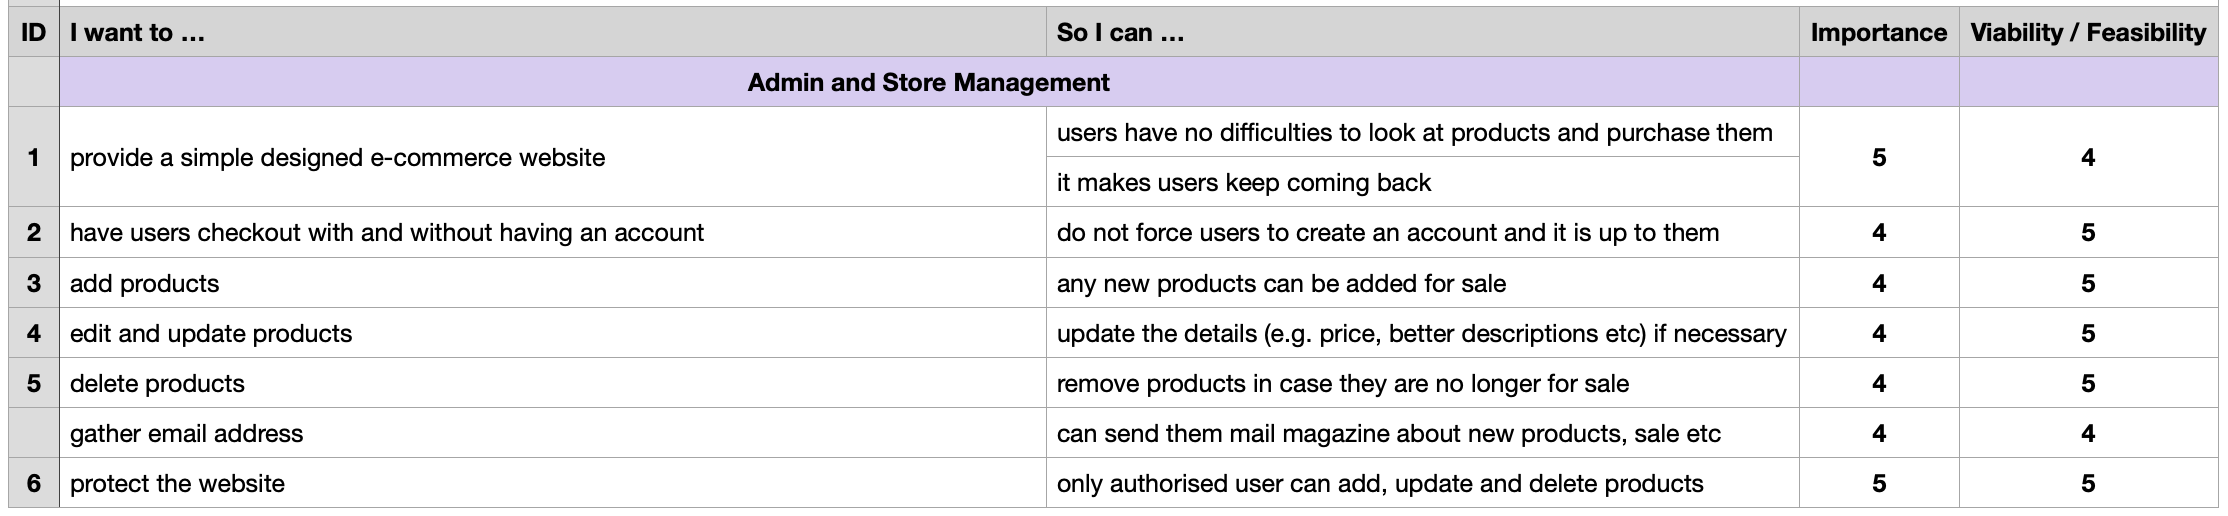 ID I want to … So I can … Importance Viability / Feasibility
Admin and Store Management
1 provide a simple designed e-commerce website users have no difficulties to look at products and purchase them 5 4
it makes users keep coming back
2 have users checkout with and without having an account do not force users to create an account and it is up to them 4 5
3 add products any new products can be added for sale 4 5
4 edit and update products update the details (e.g. price, better descriptions etc) if necessary 4 5
5 delete products remove products in case they are no longer for sale 4 5
gather email address can send them mail magazine about new products, sale etc 4 4
6 protect the website only authorised user can add, update and delete products 5 5